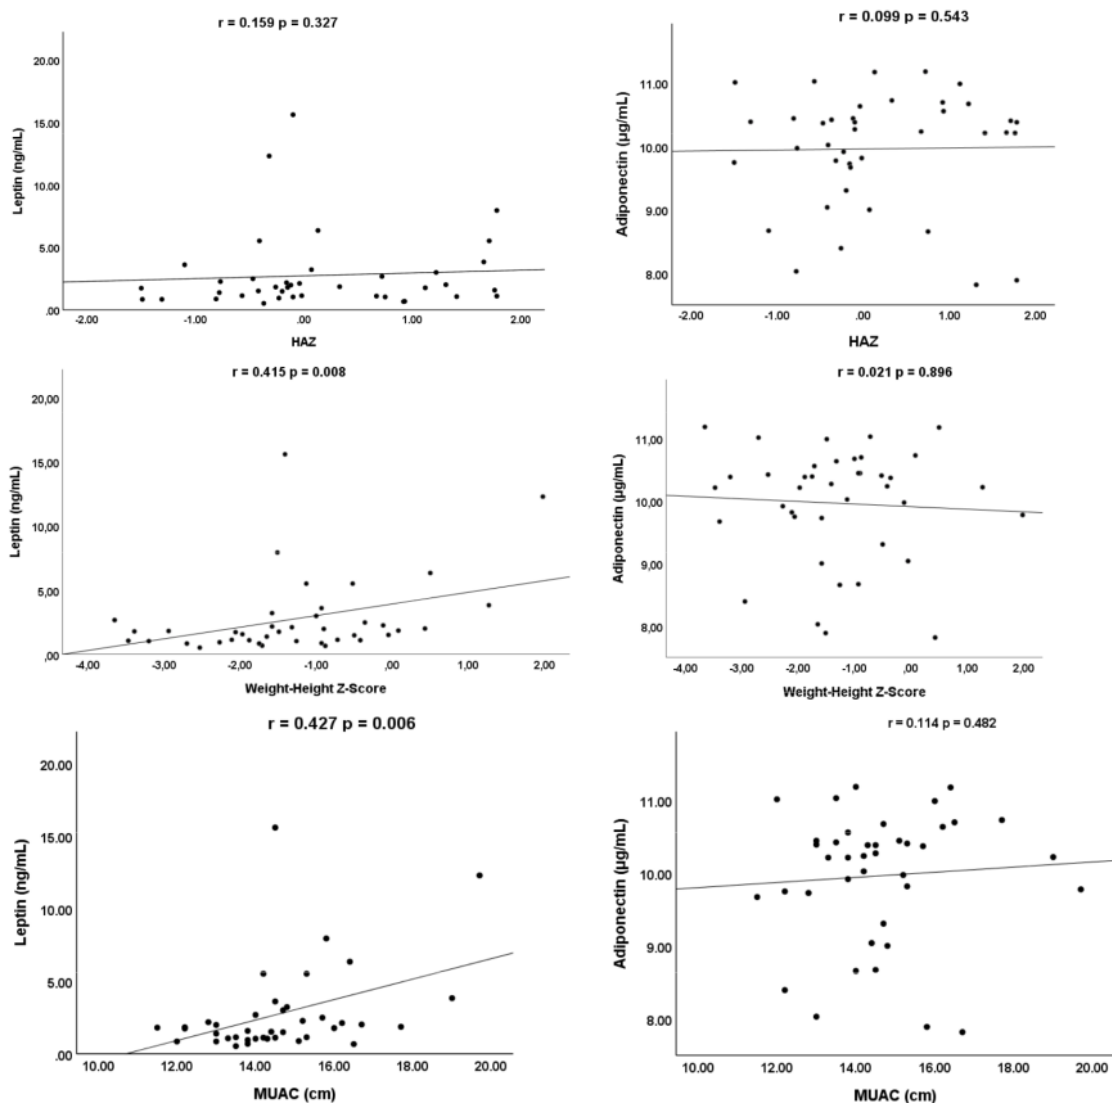 r = 0.159 p = 0.327
20.00
15.00
10.00
5.00
.00
Leptin (ng/mL)
-2.00 -1.00 .00 1.00 2.00
HAZ
r = 0.099 p = 0.543
11.00
10.00
9.00
8.00
Adiponectin (µg/mL)
-2.00 -1.00 .00 1.00 2.00
HAZ
r = 0.415 p = 0.008
20,00
15,00
10,00
5,00
,00
Leptin (ng/mL)
-4,00 -3,00 -2,00 -1,00 ,00 1,00 2,00
Weight-Height Z-Score
r = 0.021 p = 0.896
11,00
10,00
9,00
8,00
Adiponectin (µg/mL)
-4,00 -3,00 -2,00 -1,00 ,00 1,00 2,00
Weight-Height Z-Score
r = 0.427 p = 0.006
20.00
15.00
10.00
5.00
.00
Leptin (ng/mL)
10.00 12.00 14.00 16.00 18.00 20.00
MUAC (cm)
r = 0.114 p = 0.482
11.00
10.00
9.00
8.00
Adiponectin (µg/mL)
10.00 12.00 14.00 16.00 18.00 20.00
MUAC (cm)